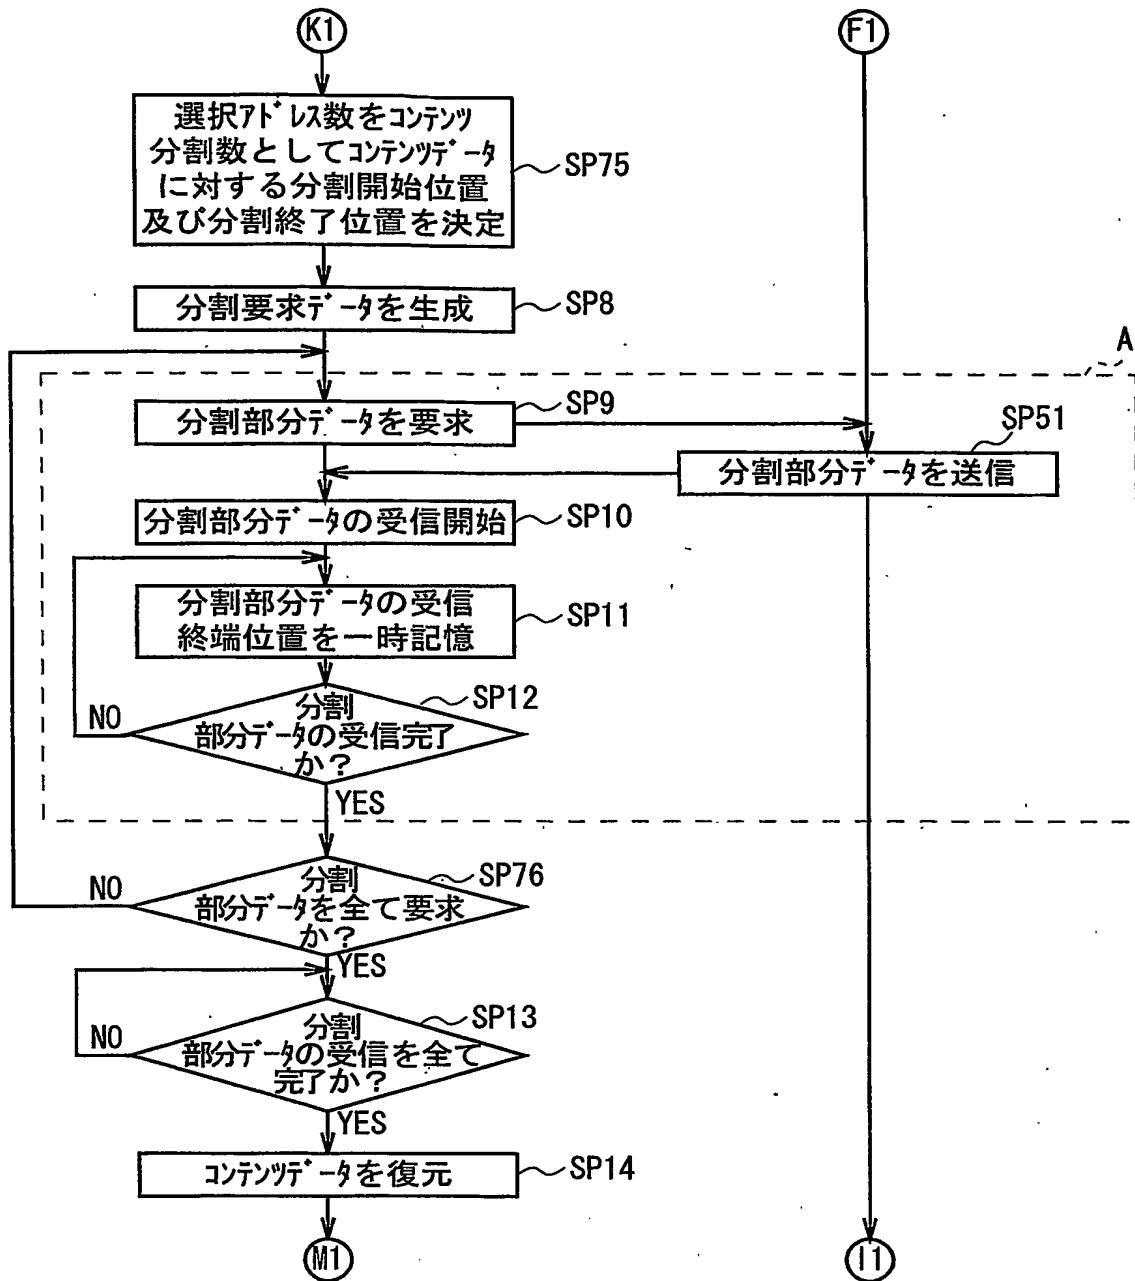 K1
F1
選択ｱﾄﾞﾚｽ数をｺﾝﾃﾝﾂ
分割数としてｺﾝﾃﾝﾂﾃﾞｰﾀ
に対する分割開始位置
及び分割終了位置を決定
SP75
分割要求ﾃﾞｰﾀを生成
SP8
A
分割部分ﾃﾞｰﾀを要求
SP9
SP51
分割部分ﾃﾞｰﾀを送信
分割部分ﾃﾞｰﾀの受信開始
SP10
分割部分ﾃﾞｰﾀの受信
終端位置を一時記憶
SP11
SP12
NO
分割
部分ﾃﾞｰﾀの受信完了
か？
YES
SP76
NO
分割
部分ﾃﾞｰﾀを全て要求
か？
YES
SP13
NO
分割
部分ﾃﾞｰﾀの受信を全て
完了か？
YES
ｺﾝﾃﾝﾂﾃﾞｰﾀを復元
SP14
M1
I1